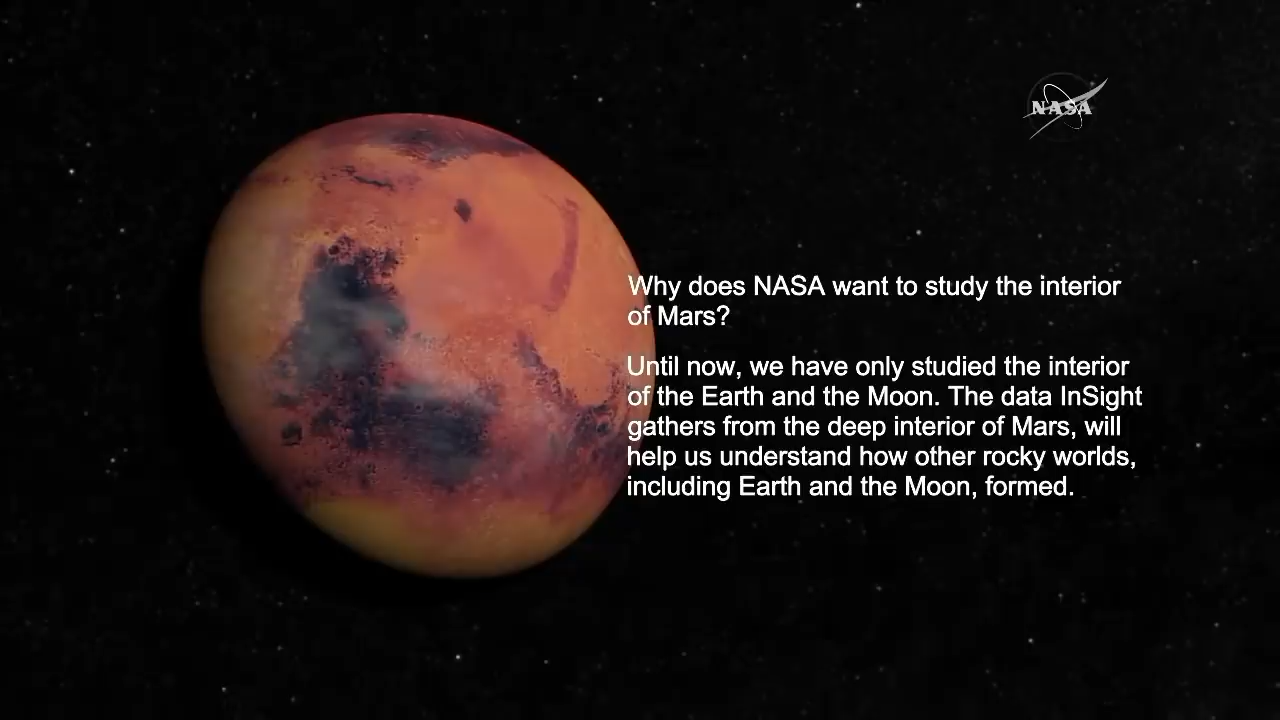 NASA
Why does NASA want to study the interior
of Mars?
Until now, we have only studied the interior
of the Earth and the Moon. The data InSight
gathers from the deep interior of Mars, will
help us understand how other rocky worlds,
including Earth and the Moon, formed.